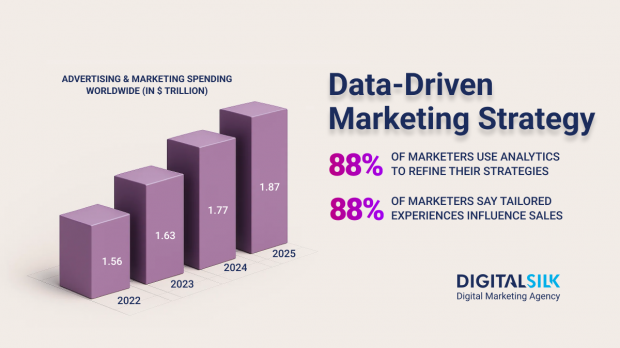 ADVERTISING & MARKETING SPENDING
WORLDWIDE (IN $ TRILLION)
1.56
1.63
1.77
1.87
2022
2023
2024
2025
Data-Driven
Marketing Strategy
88% OF MARKETERS USE ANALYTICS
TO REFINE THEIR STRATEGIES
88% OF MARKETERS SAY TAILORED
EXPERIENCES INFLUENCE SALES
DIGITALSILK
Digital Marketing Agency